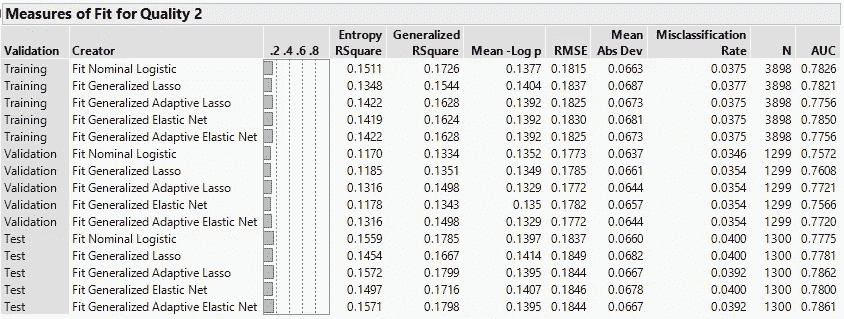 Measures of Fit for Quality 2
Entropy Generalized Mean Misclassification
Validation Creator .2 .4 .6 .8 RSquare RSquare Mean -Log p RMSE Abs Dev Rate N AUC
Training Fit Nominal Logistic 0.1511 0.1726 0.1377 0.1815 0.0663 0.0375 3898 0.7826
Training Fit Generalized Lasso 0.1348 0.1544 0.1404 0.1837 0.0687 0.0377 3898 0.7821
Training Fit Generalized Adaptive Lasso 0.1422 0.1628 0.1392 0.1825 0.0673 0.0375 3898 0.7756
Training Fit Generalized Elastic Net 0.1419 0.1624 0.1392 0.1830 0.0681 0.0375 3898 0.7850
Training Fit Generalized Adaptive Elastic Net 0.1422 0.1628 0.1392 0.1825 0.0673 0.0375 3898 0.7756
Validation Fit Nominal Logistic 0.1170 0.1334 0.1352 0.1773 0.0637 0.0346 1299 0.7572
Validation Fit Generalized Lasso 0.1185 0.1351 0.1349 0.1785 0.0661 0.0354 1299 0.7608
Validation Fit Generalized Adaptive Lasso 0.1316 0.1498 0.1329 0.1772 0.0644 0.0354 1299 0.7721
Validation Fit Generalized Elastic Net 0.1178 0.1343 0.135 0.1782 0.0657 0.0354 1299 0.7566
Validation Fit Generalized Adaptive Elastic Net 0.1316 0.1498 0.1329 0.1772 0.0644 0.0354 1299 0.7720
Test Fit Nominal Logistic 0.1559 0.1785 0.1397 0.1837 0.0660 0.0400 1300 0.7775
Test Fit Generalized Lasso 0.1454 0.1667 0.1414 0.1849 0.0682 0.0400 1300 0.7781
Test Fit Generalized Adaptive Lasso 0.1572 0.1799 0.1395 0.1844 0.0667 0.0392 1300 0.7862
Test Fit Generalized Elastic Net 0.1497 0.1716 0.1407 0.1846 0.0678 0.0400 1300 0.7800
Test Fit Generalized Adaptive Elastic Net 0.1571 0.1798 0.1395 0.1844 0.0667 0.0392 1300 0.7861